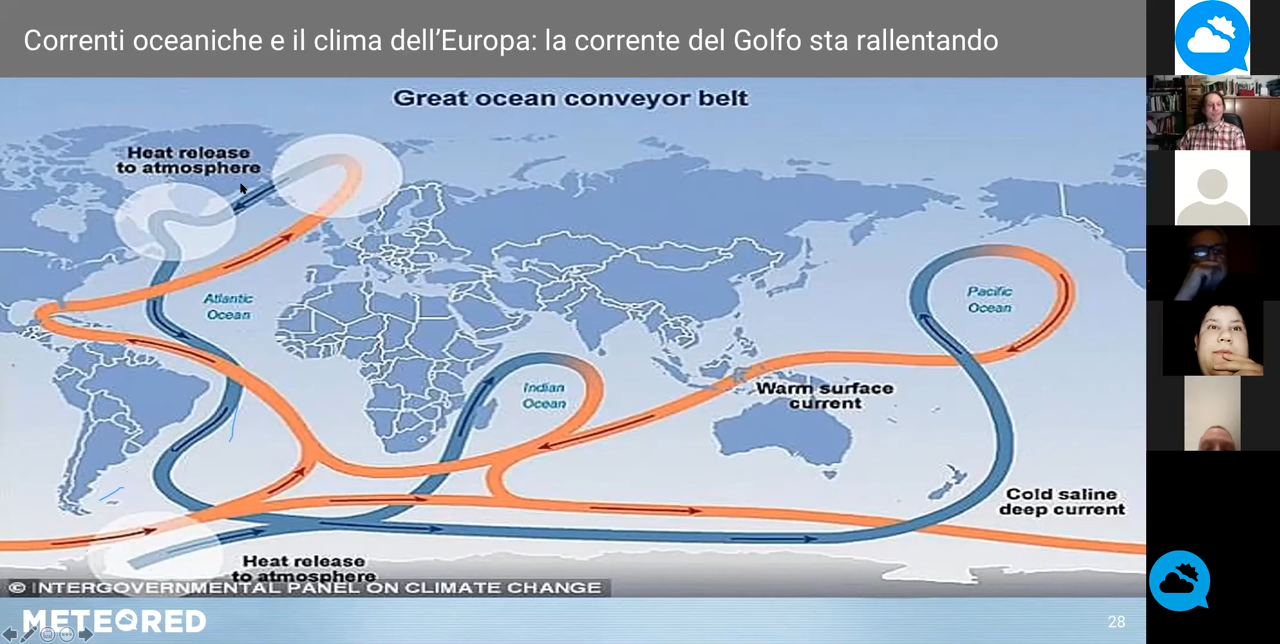 Correnti oceaniche e il clima dell’Europa: la corrente del Golfo sta rallentando
Great ocean conveyor belt
Heat release
to atmosphere
Atlantic
Ocean
Pacific
Ocean
Indian
Ocean
Warm surface
current
Cold saline
deep current
Heat release
to atmosphere
© INTERGOVERNMENTAL PANEL ON CLIMATE CHANGE
METEORED
28